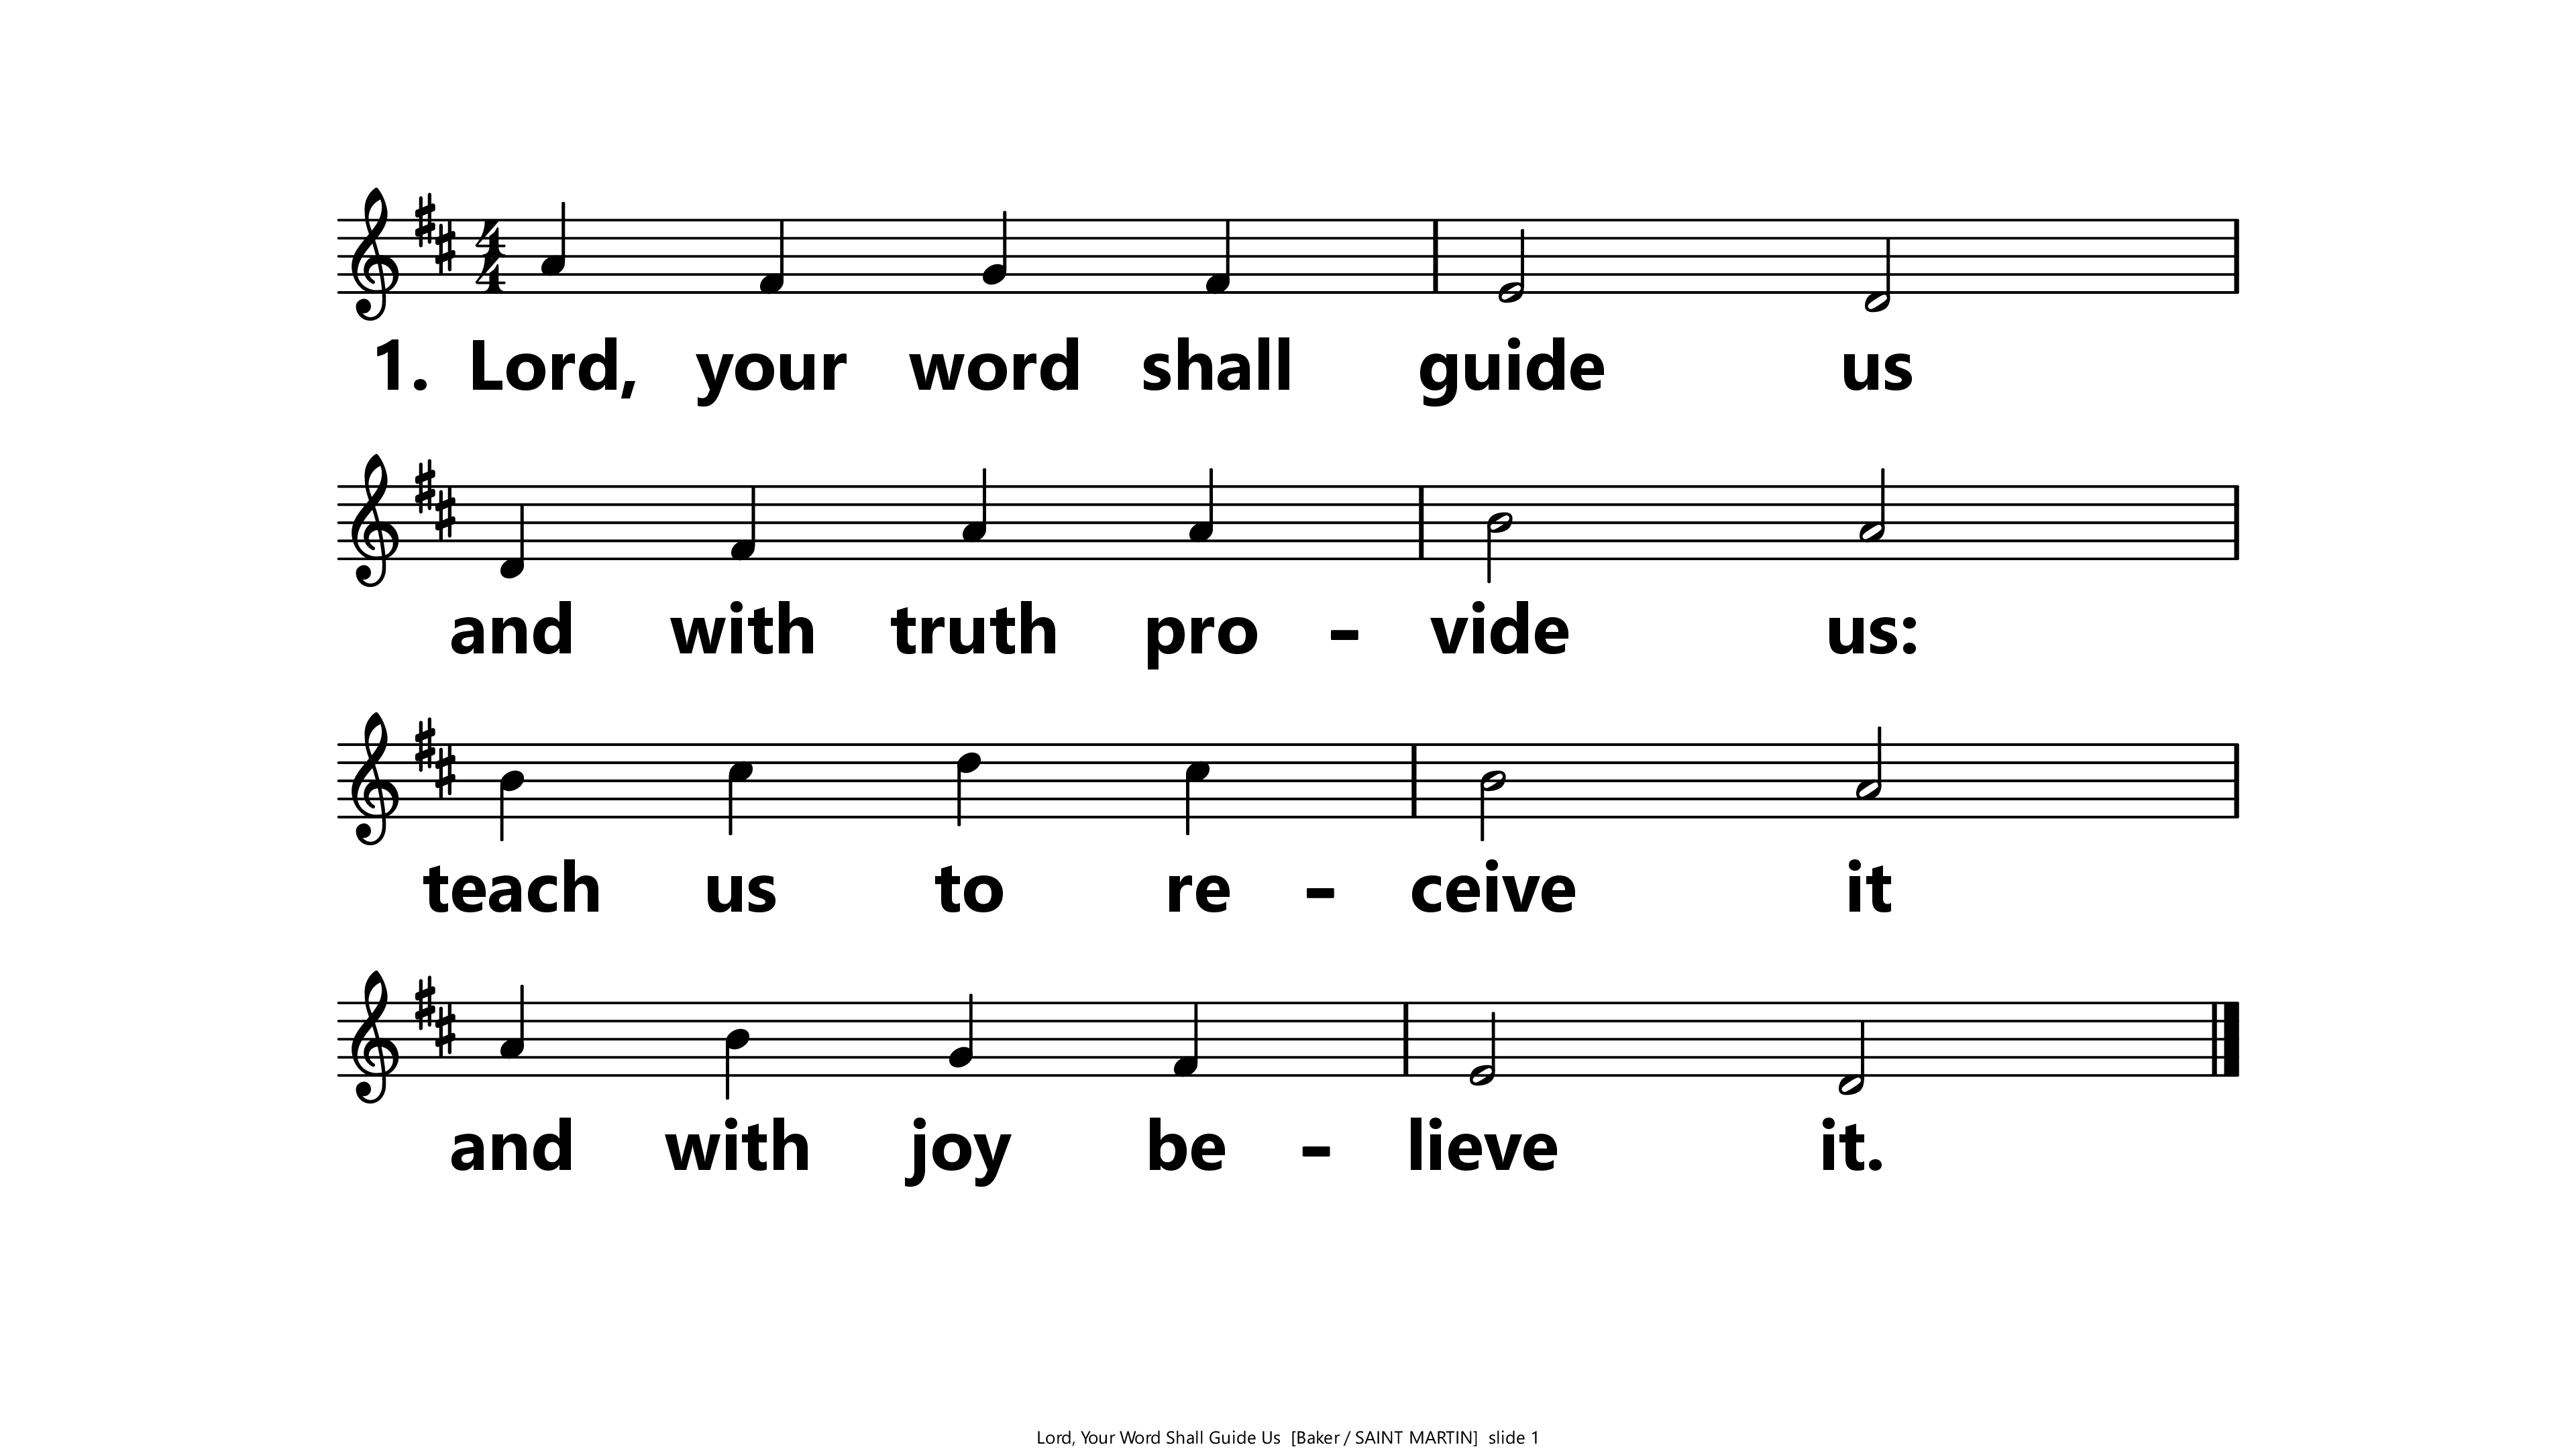 1. Lord, your word shall guide us
and with truth pro - vide us:
teach us to re - ceive it
and with joy be - lieve it.
Lord, Your Word Shall Guide Us [Baker / SAINT MARTIN] slide 1